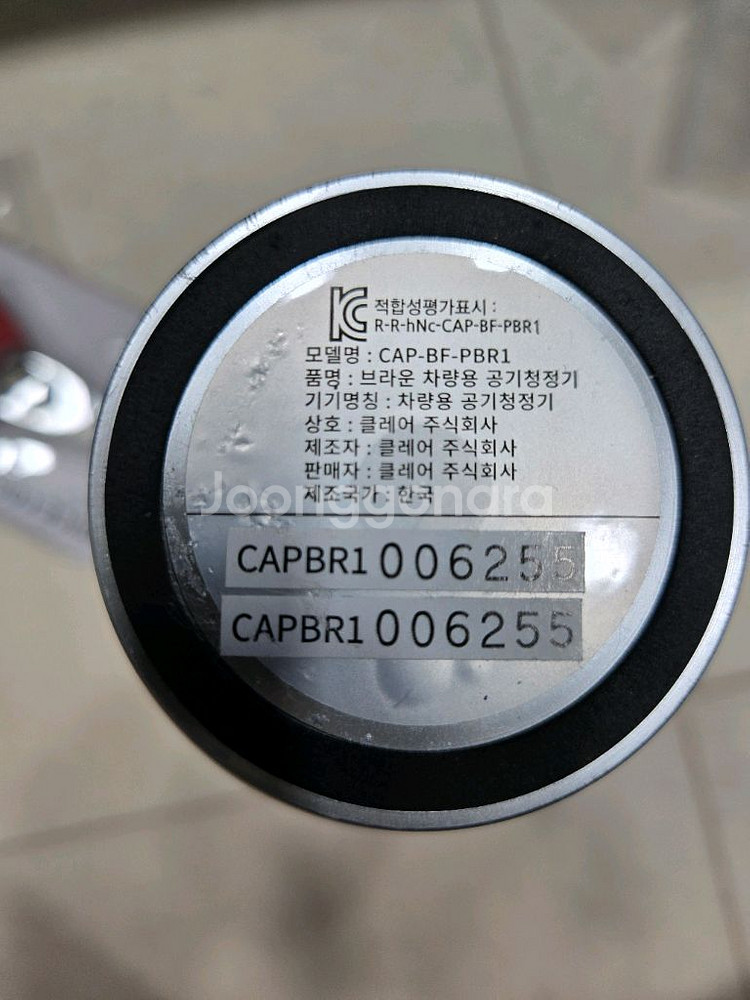 KC 적합성평가표시 :
R-R-hNc-CAP-BF-PBR1
모델명 : CAP-BF-PBR1
품명 : 브라운 차량용 공기청정기
기기명칭 : 차량용 공기청정기
상호 : 클레어 주식회사
제조자 : 클레어 주식회사
판매자 : 클레어 주식회사
제조국가 : 한국
Joonggonara
CAPBR1 006255
CAPBR1 006255